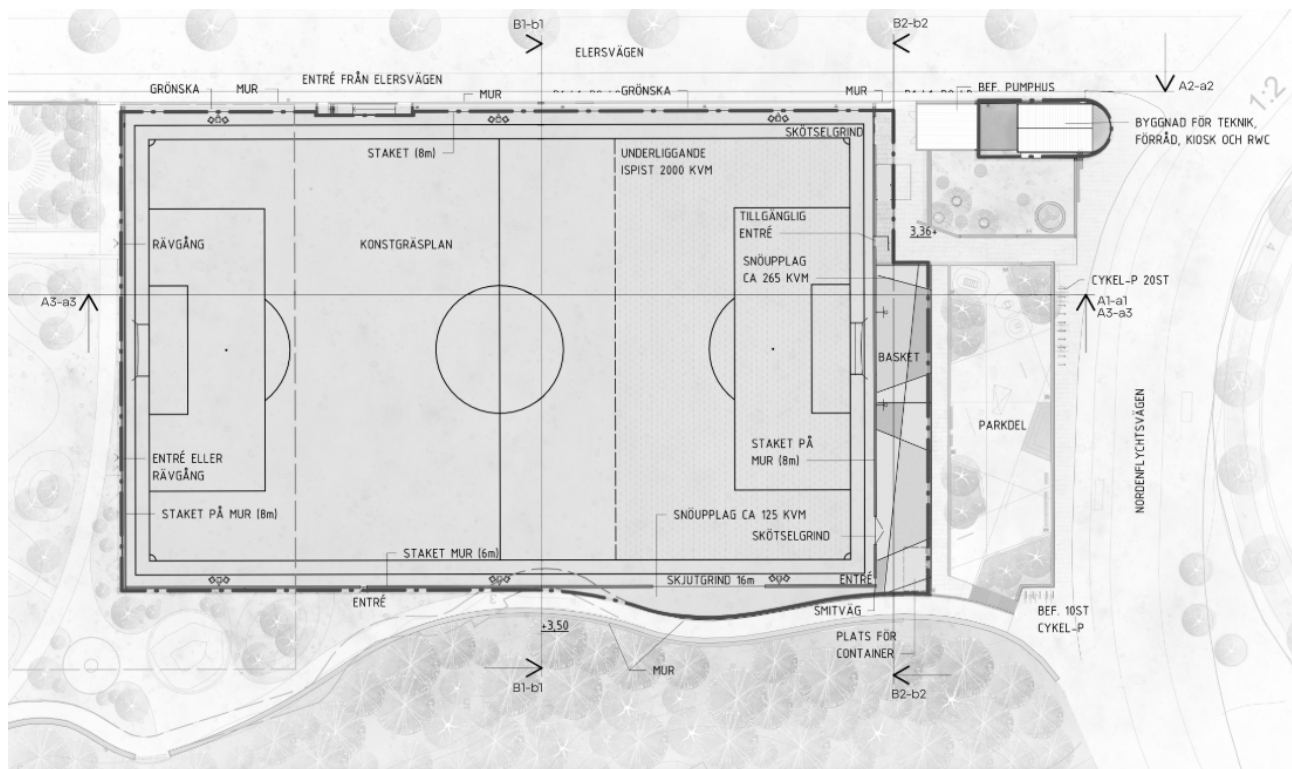 B1-b1
B2-b2
ELERSVÄGEN
ENTRÉ FRÅN ELERSVÄGEN
GRÖNSKA
MUR
MUR
GRÖNSKA
MUR
BEF. PUMPHUS
A2-a2
1:2
BYGGNAD FÖR TEKNIK,
FÖRRÅD, KIOSK OCH RWC
SKÖTSELGRIND
STAKET (8m)
UNDERLIGGANDE
ISPIST 2000 KVM
TILLGÄNGLIG
ENTRÉ
3,36+
RÄVGÅNG
KONSTGRÄSPLAN
SNÖUPPLAG
CA 265 KVM
CYKEL-P 20ST
A3-a3
A1-a1
A3-a3
BASKET
PARKDEL
NORDENFLYCHTSVÄGEN
STAKET PÅ
MUR (8m)
ENTRÉ ELLER
RÄVGÅNG
STAKET PÅ MUR (8m)
SNÖUPPLAG CA 125 KVM
SKÖTSELGRIND
STAKET MUR (6m)
SKJUTGRIND 16m
ENTRÉ
ENTRÉ
SMITVÄG
BEF. 10ST
CYKEL-P
+3,50
PLATS FÖR
CONTAINER
MUR
B1-b1
B2-b2